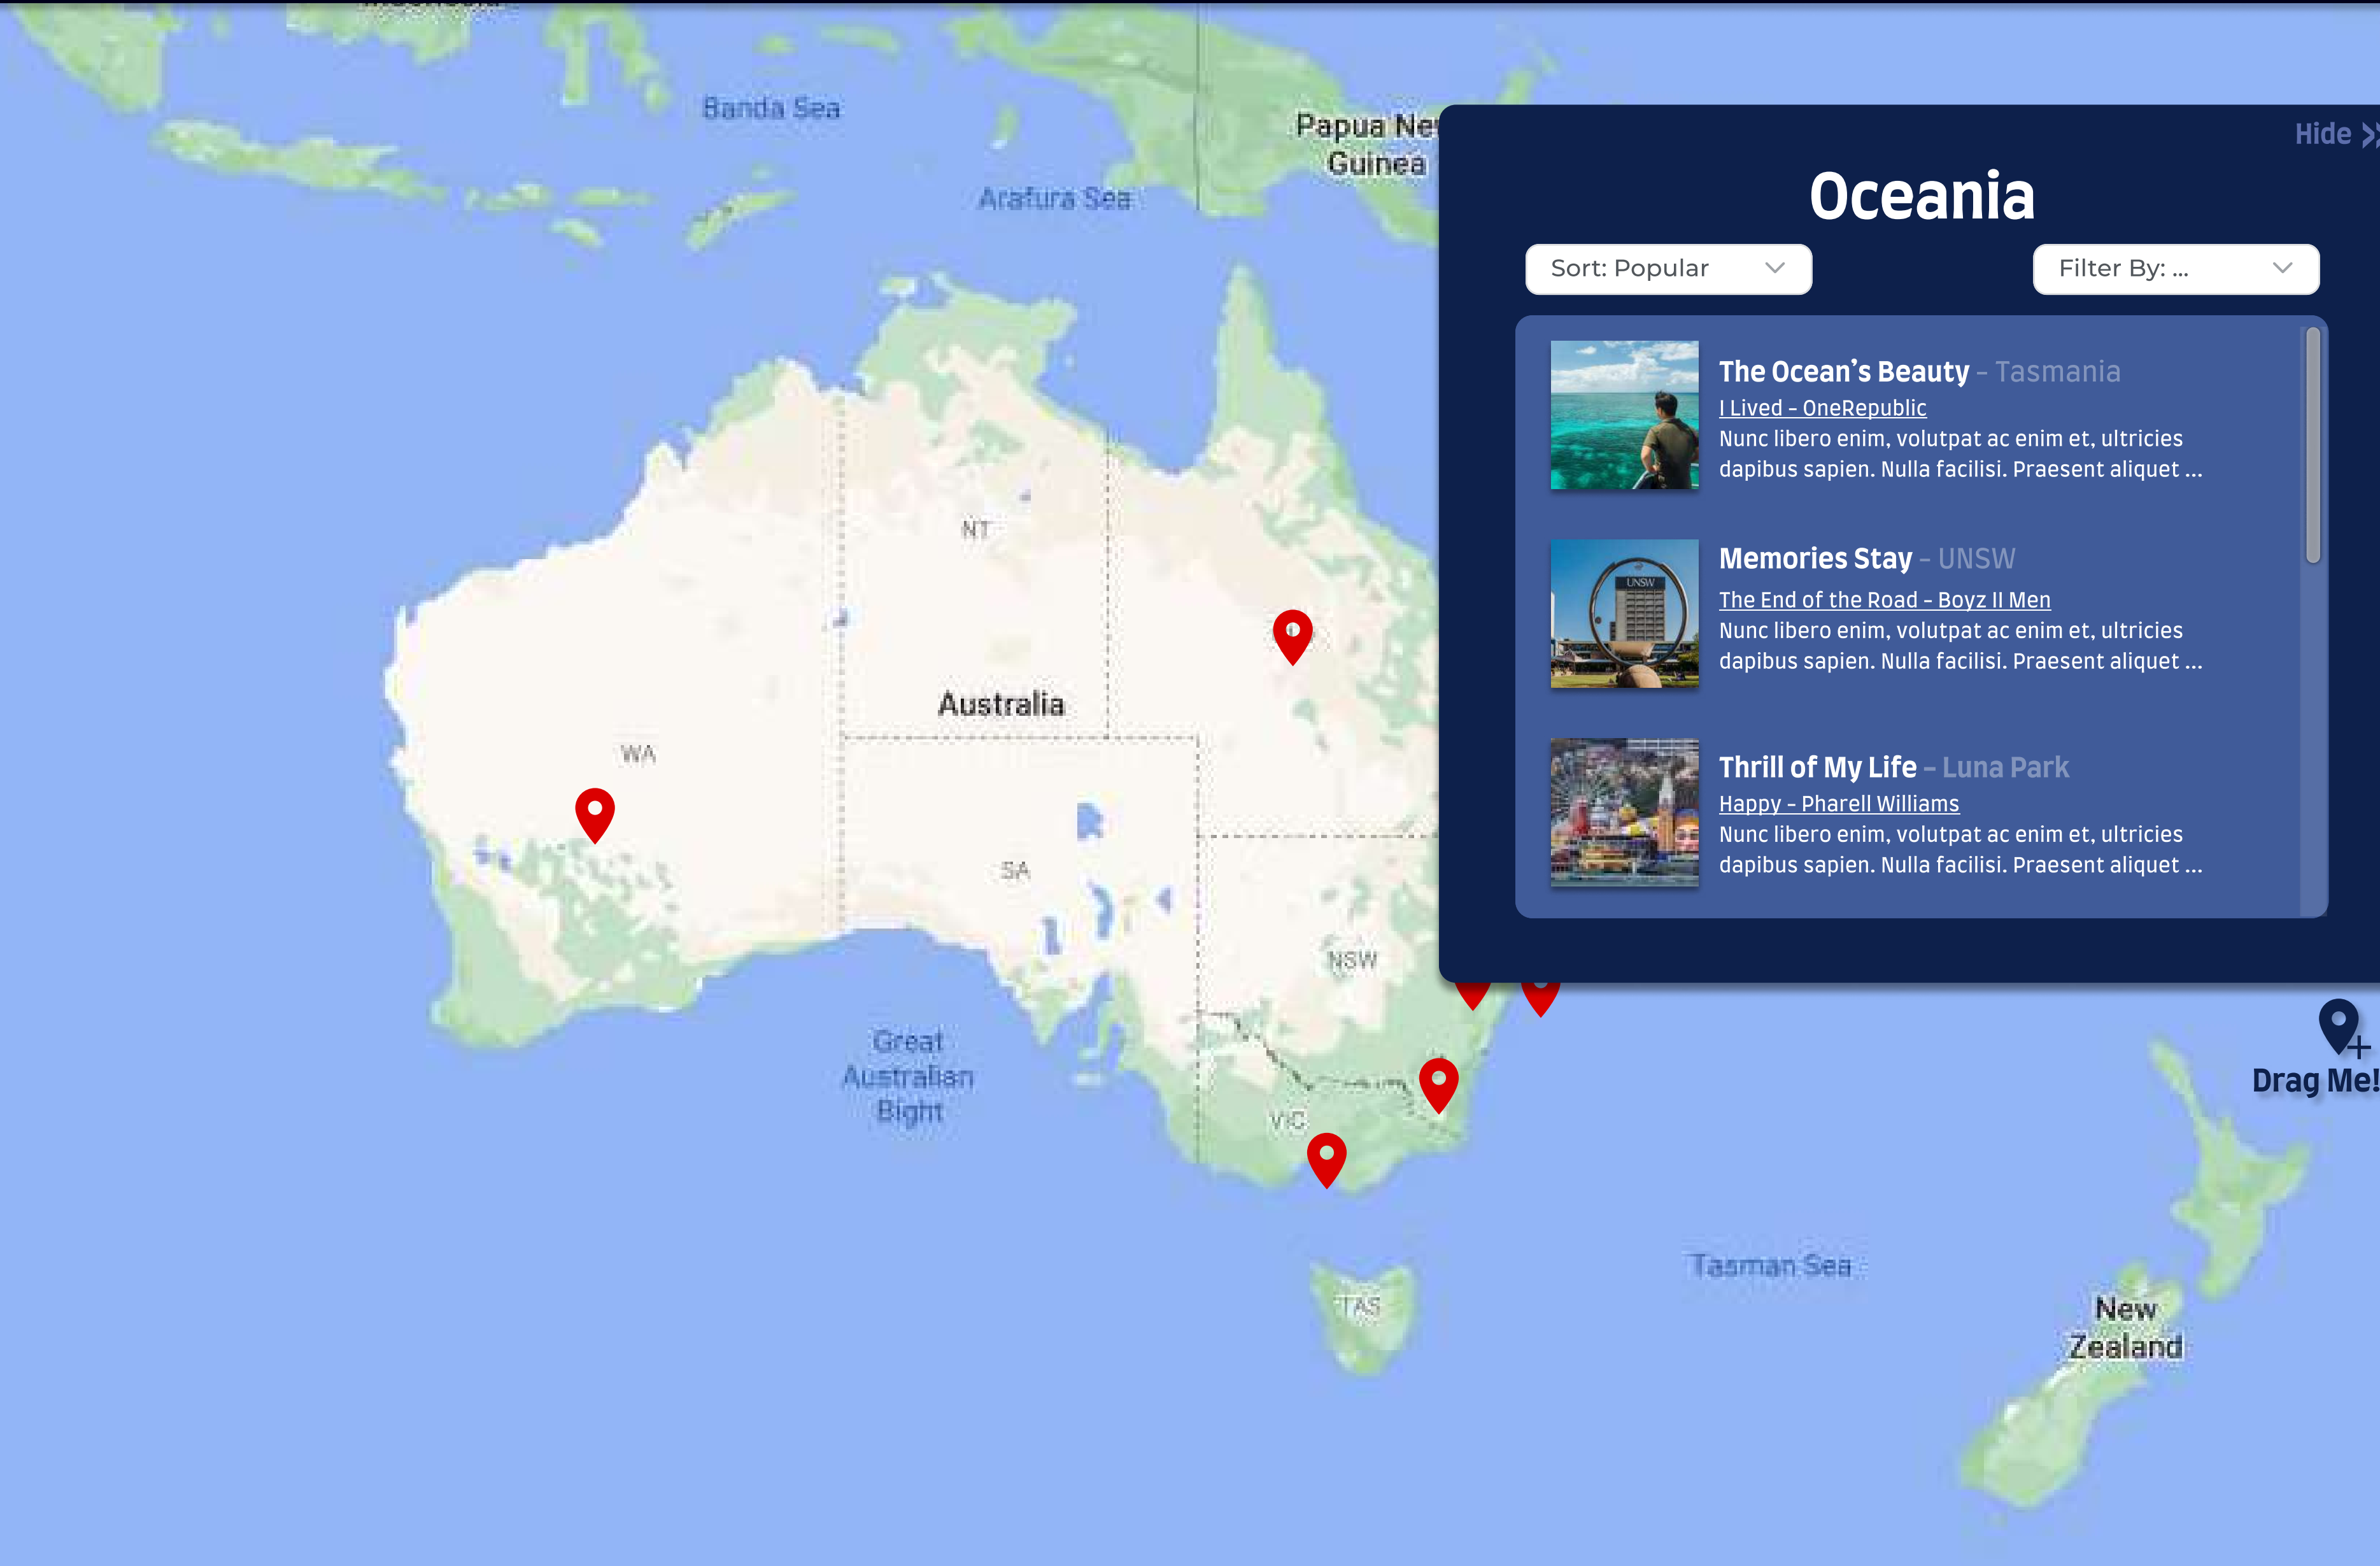 Banda Sea
Arafura Sea
Papua Ne
Guinea
NT
Australia
WA
SA
NSW
Great
Australian
Bight
VIC
TAS
Tasman Sea
New
Zealand
Hide
Oceania
Sort: Popular
Filter By: ...
The Ocean’s Beauty - Tasmania
I Lived - OneRepublic
Nunc libero enim, volutpat ac enim et, ultricies
dapibus sapien. Nulla facilisi. Praesent aliquet ...
UNSW
Memories Stay - UNSW
The End of the Road - Boyz II Men
Nunc libero enim, volutpat ac enim et, ultricies
dapibus sapien. Nulla facilisi. Praesent aliquet ...
Thrill of My Life - Luna Park
Happy - Pharell Williams
Nunc libero enim, volutpat ac enim et, ultricies
dapibus sapien. Nulla facilisi. Praesent aliquet ...
Drag Me!